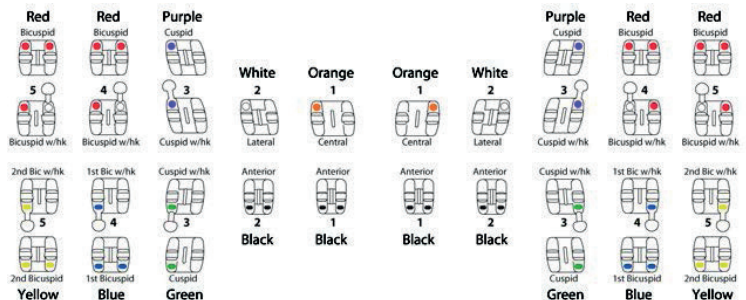 Red Red Purple Purple Red Red
Bicuspid Bicuspid Cuspid Cuspid Bicuspid Bicuspid
White Orange Orange White
5 4 3 2 1 1 2 3 4 5
Bicuspid w/hk Bicuspid w/hk Cuspid w/hk Lateral Central Central Lateral Cuspid w/hk Bicuspid w/hk Bicuspid w/hk
2nd Bic w/hk 1st Bic w/hk Cuspid w/hk Anterior Anterior Anterior Anterior Cuspid w/hk 1st Bic w/hk 2nd Bic w/hk
5 4 3 2 1 1 2 3 4 5
Black Black Black Black
2nd Bicuspid 1st Bicuspid Cuspid Cuspid 1st Bicuspid 2nd Bicuspid
Yellow Blue Green Green Blue Yellow